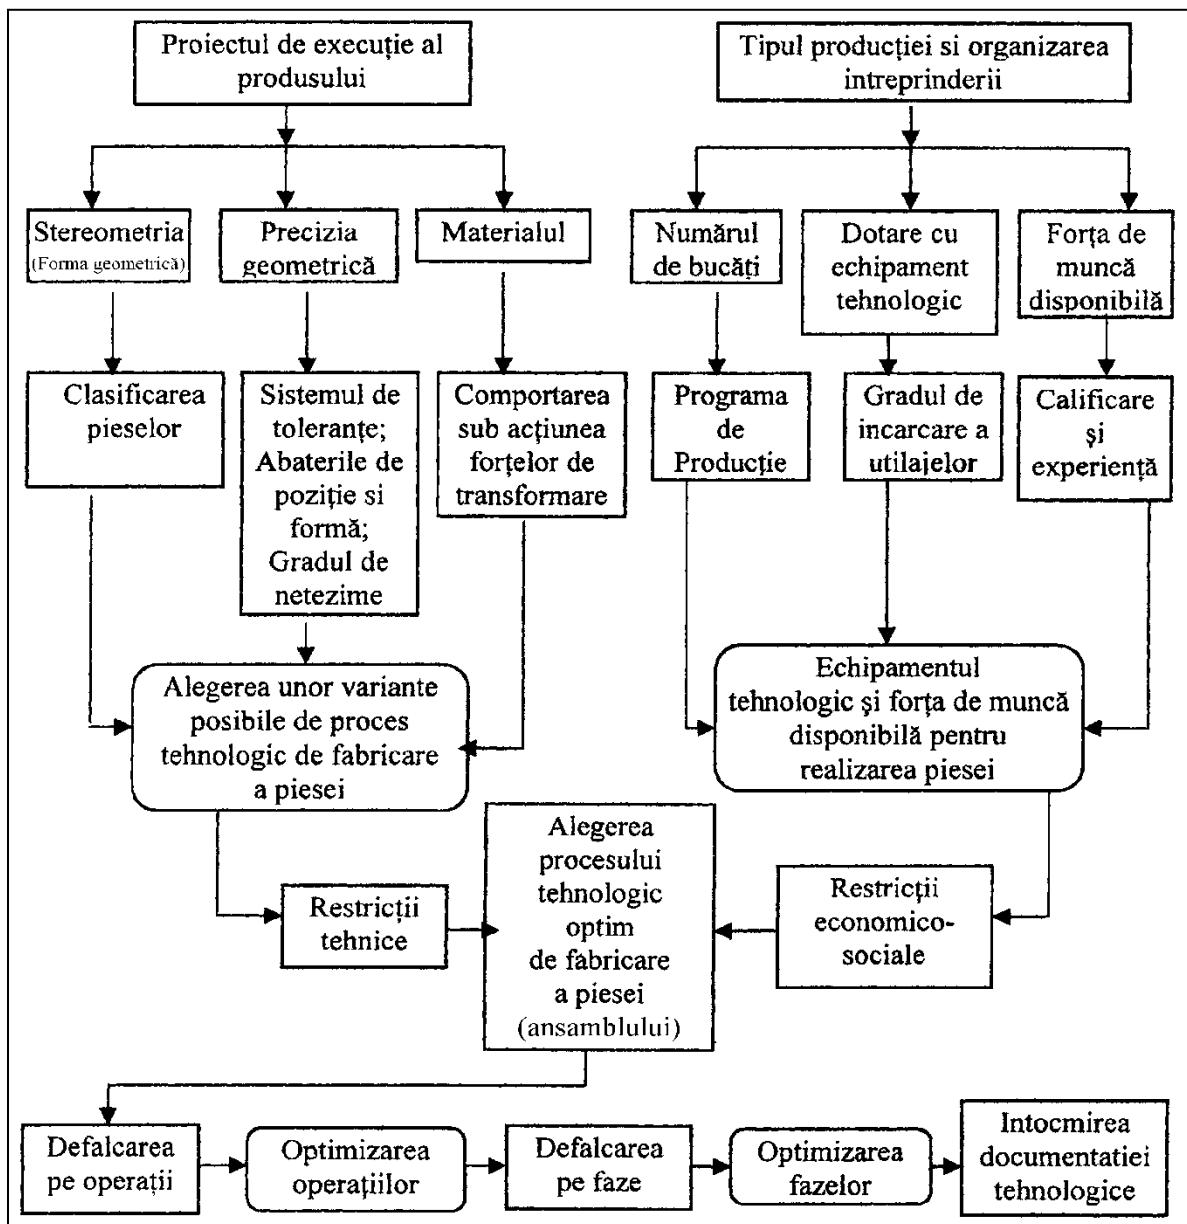 Proiectul de execuție al
produsului
Tipul producției si organizarea
intreprinderii
Stereometria
(Forma geometrică)
Precizia
geometrică
Materialul
Numărul
de bucăți
Dotare cu
echipament
tehnologic
Forța de
muncă
disponibilă
Clasificarea
pieselor
Sistemul de
toleranțe;
Abaterile de
poziție si
formă;
Gradul de
netezime
Comportarea
sub acțiunea
forțelor de
transformare
Programa
de
Producție
Gradul de
incarcare a
utilajelor
Calificare
și
experiență
Alegerea unor variante
posibile de proces
tehnologic de fabricare
a piesei
Echipamentul
tehnologic și forța de muncă
disponibilă pentru
realizarea piesei
Restricții
tehnice
Alegerea
procesului
tehnologic
optim
de fabricare
a piesei
(ansamblului)
Restricții
economico-
sociale
Defalcarea
pe operații
Optimizarea
operațiilor
Defalcarea
pe faze
Optimizarea
fazelor
Intocmirea
documentatiei
tehnologice